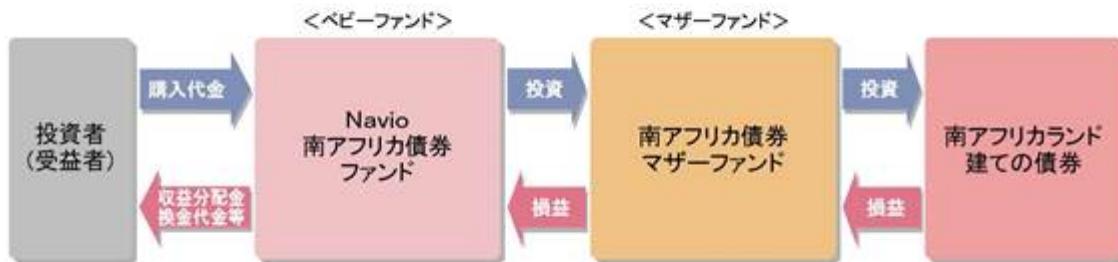 ＜ベビーファンド＞
＜マザーファンド＞
投資者
(受益者)
購入代金
収益分配金
換金代金等
Navio
南アフリカ債券
ファンド
投資
損益
南アフリカ債券
マザーファンド
投資
損益
南アフリカランド
建ての債券